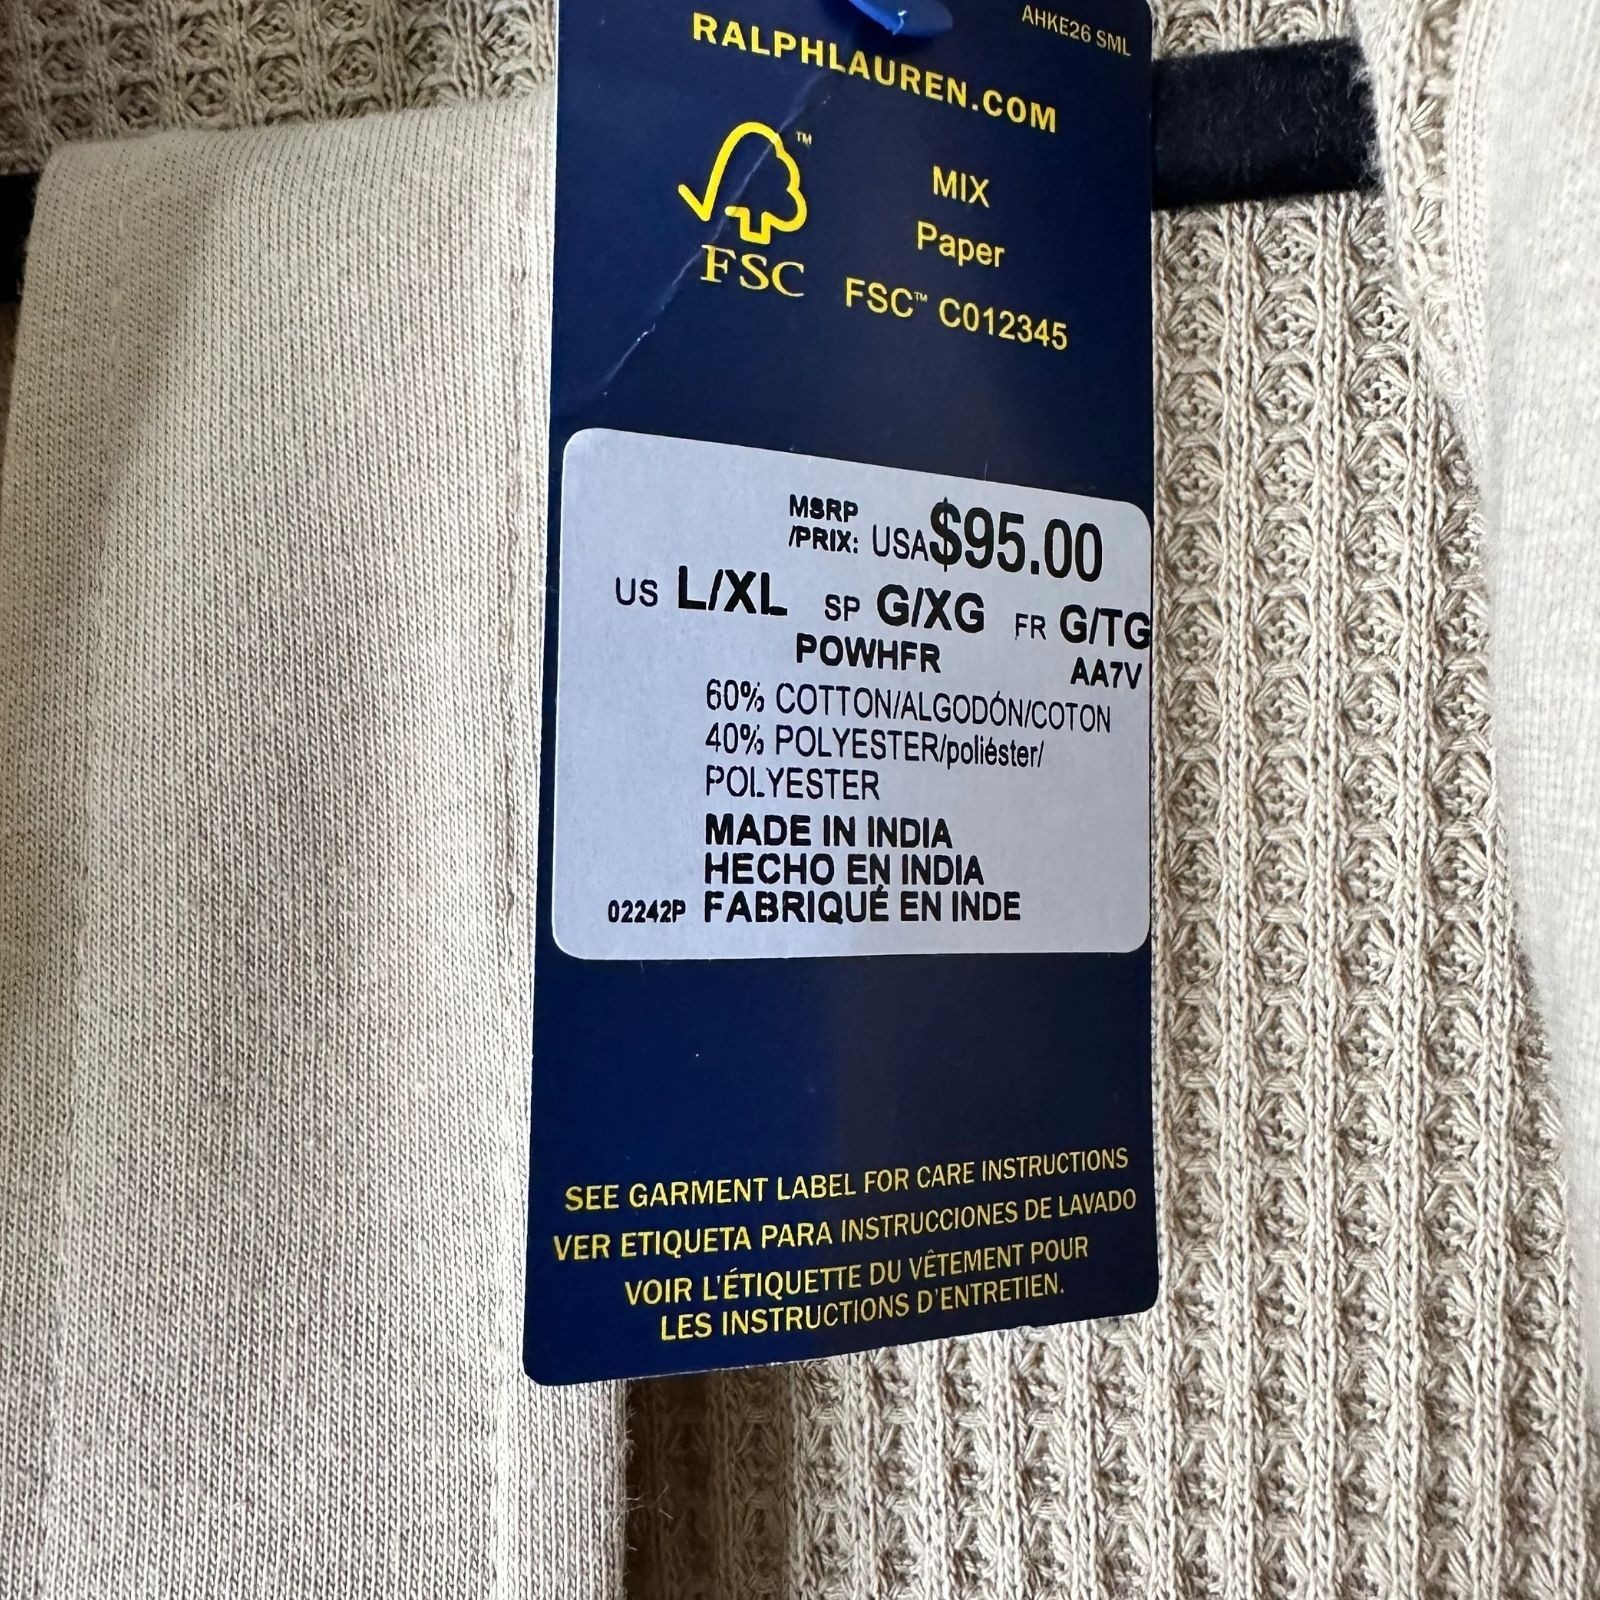 AHKE26 SML
RALPHLAUREN.COM
FSC™
MIX
Paper
FSC™ C012345
MSRP
/PRIX: USA $95.00
US L/XL SP G/XG FR G/TG
POWHFR AA7V
60% COTTON/ALGODÓN/COTON
40% POLYESTER/poliéster/
POLYESTER
MADE IN INDIA
HECHO EN INDIA
02242P FABRIQUÉ EN INDE
SEE GARMENT LABEL FOR CARE INSTRUCTIONS
VER ETIQUETA PARA INSTRUCCIONES DE LAVADO
VOIR L'ÉTIQUETTE DU VÊTEMENT POUR
LES INSTRUCTIONS D'ENTRETIEN.